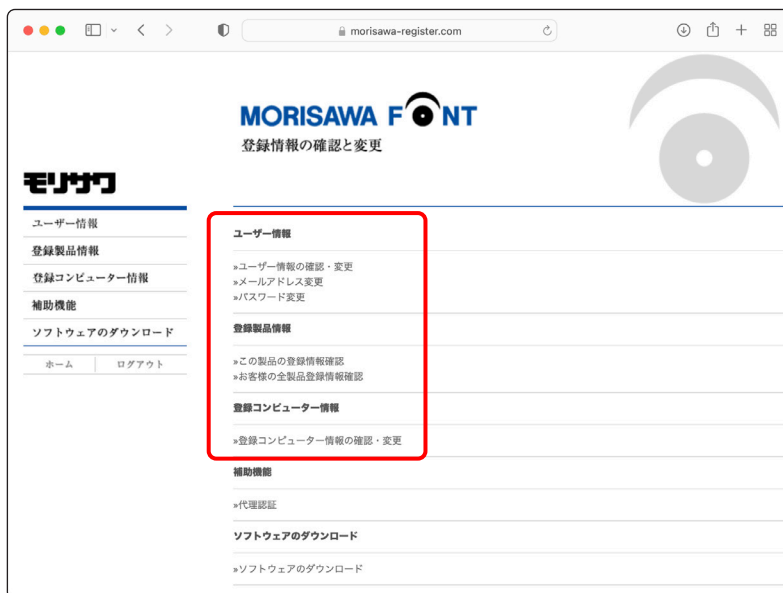 morisawa-register.com
MORISAWA FONT
登録情報の確認と変更
モリサワ
ユーザー情報
登録製品情報
登録コンピューター情報
補助機能
ソフトウェアのダウンロード
ホーム
ログアウト
ユーザー情報
»ユーザー情報の確認・変更
»メールアドレス変更
»パスワード変更
登録製品情報
»この製品の登録情報確認
»お客様の全製品登録情報確認
登録コンピューター情報
»登録コンピューター情報の確認・変更
補助機能
»代理認証
ソフトウェアのダウンロード
»ソフトウェアのダウンロード